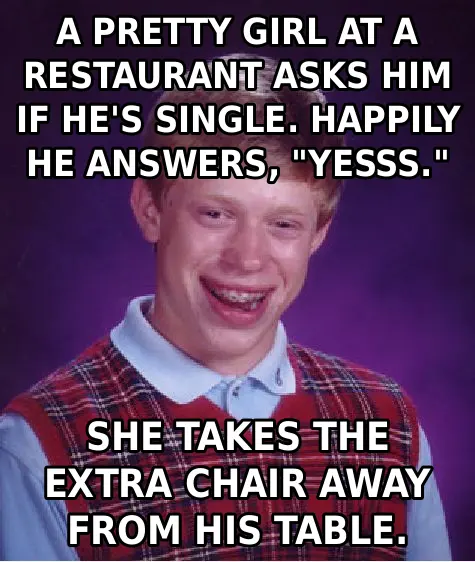 A PRETTY GIRL AT A
RESTAURANT ASKS HIM
IF HE'S SINGLE. HAPPILY
HE ANSWERS, "YESSS."
SHE TAKES THE
EXTRA CHAIR AWAY
FROM HIS TABLE.